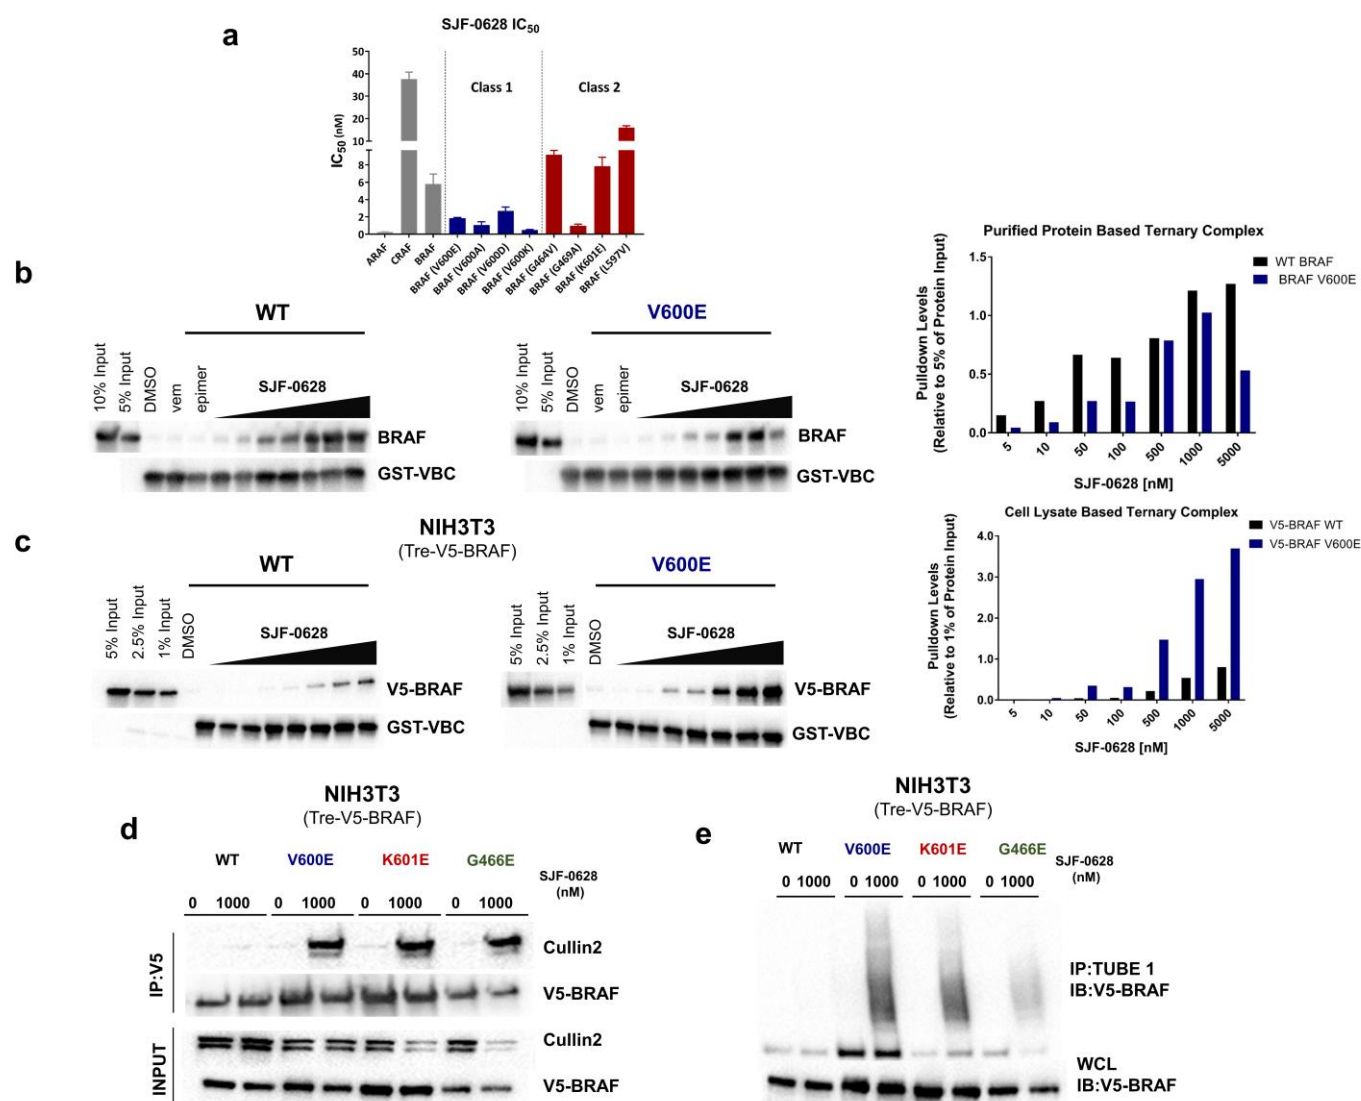 a
SJF-0628 IC50
IC50 (nM)
50
40
30
20
10
8
6
4
2
0
Class 1
Class 2
ARAF
CRAF
BRAF
BRAF (V600E)
BRAF (V600A)
BRAF (V600D)
BRAF (V600K)
BRAF (G464V)
BRAF (G469A)
BRAF (K601E)
BRAF (L597V)
b
WT
10% Input
5% Input
DMSO
vem
epimer
SJF-0628
BRAF
GST-VBC
V600E
10% Input
5% Input
DMSO
vem
epimer
SJF-0628
BRAF
GST-VBC
Purified Protein Based Ternary Complex
WT BRAF
BRAF V600E
Pulldown Levels
(Relative to 5% of Protein Input)
1.5
1.0
0.5
0.0
5
10
50
100
500
1000
5000
SJF-0628 [nM]
c
NIH3T3
(Tre-V5-BRAF)
WT
5% Input
2.5% Input
1% Input
DMSO
SJF-0628
V5-BRAF
GST-VBC
V600E
5% Input
2.5% Input
1% Input
DMSO
SJF-0628
V5-BRAF
GST-VBC
Cell Lysate Based Ternary Complex
V5-BRAF WT
V5-BRAF V600E
Pulldown Levels
(Relative to 1% of Protein Input)
4.0
3.0
2.0
1.0
0.0
5
10
50
100
500
1000
5000
SJF-0628 [nM]
d
NIH3T3
(Tre-V5-BRAF)
WT V600E K601E G466E
SJF-0628
(nM)
0 1000 0 1000 0 1000 0 1000
IP:V5
Cullin2
V5-BRAF
INPUT
Cullin2
V5-BRAF
e
NIH3T3
(Tre-V5-BRAF)
WT V600E K601E G466E
SJF-0628
(nM)
0 1000 0 1000 0 1000 0 1000
IP:TUBE 1
IB:V5-BRAF
WCL
IB:V5-BRAF